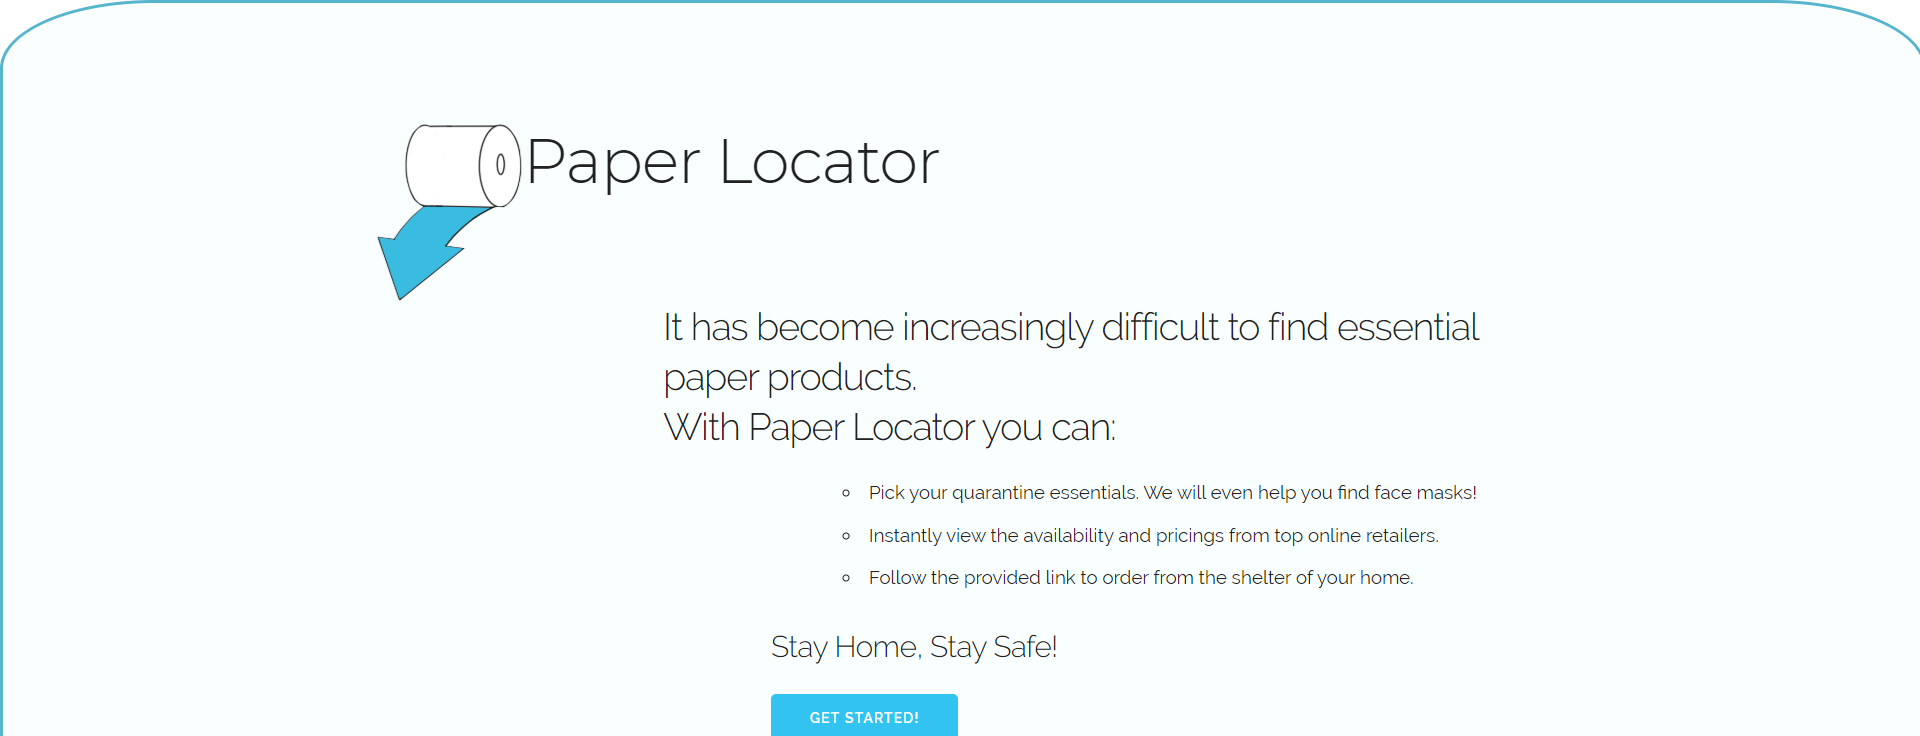 Paper Locator
It has become increasingly difficult to find essential
paper products.
With Paper Locator you can:
Pick your quarantine essentials. We will even help you find face masks!
Instantly view the availability and pricings from top online retailers.
Follow the provided link to order from the shelter of your home.
Stay Home, Stay Safe!
GET STARTED!